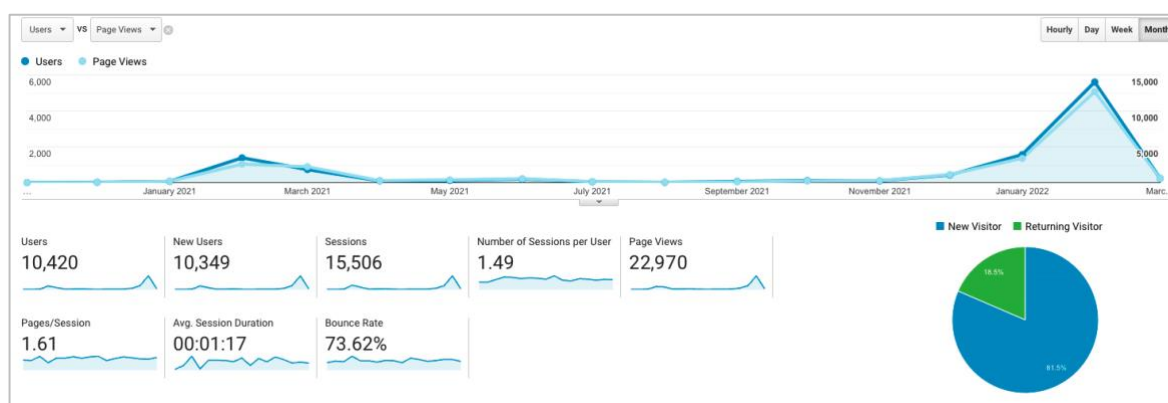 Users VS Page Views
Hourly Day Week Month
Users Page Views
6,000 15,000
4,000 10,000
2,000 5,000
... January 2021 March 2021 May 2021 July 2021 September 2021 November 2021 January 2022 Marc...
New Visitor Returning Visitor
Users New Users Sessions Number of Sessions per User Page Views
10,420 10,349 15,506 1.49 22,970
Pages/Session Avg. Session Duration Bounce Rate
1.61 00:01:17 73.62%
18.5%
81.5%